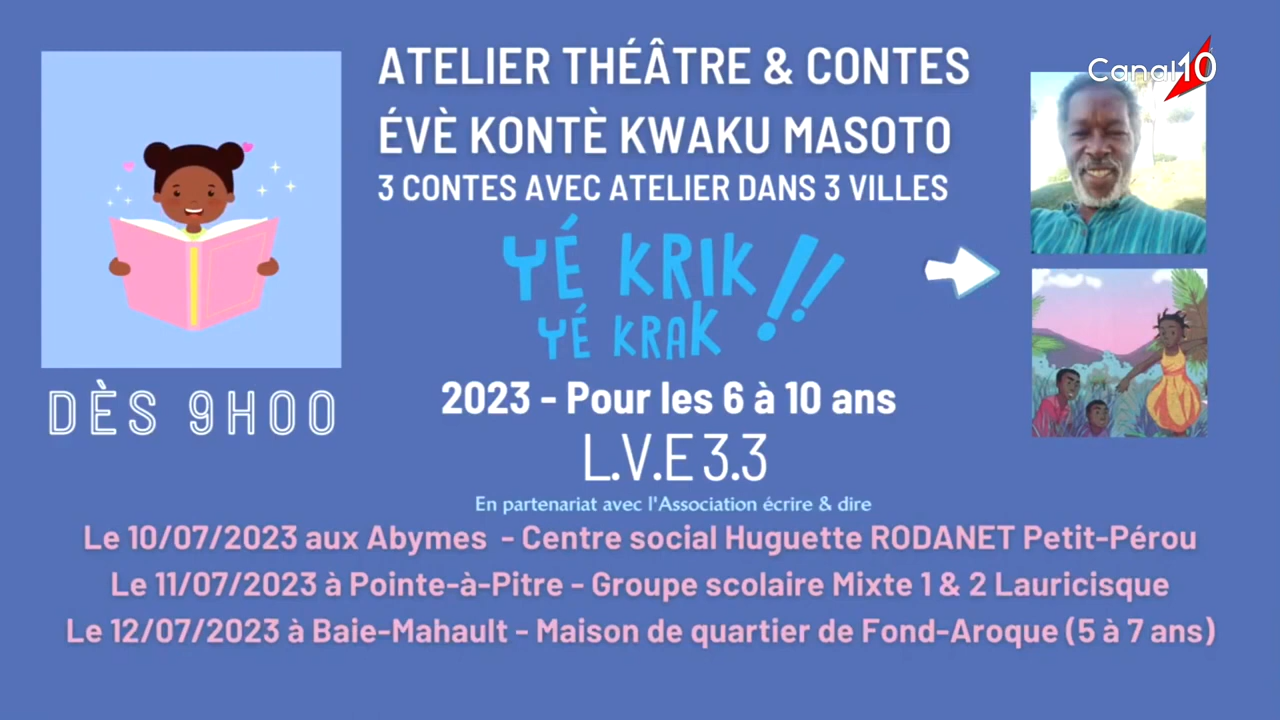 ATELIER THÉÂTRE & CONTES
ÉVÈ KONTÈ KWAKU MASOTO
3 CONTES AVEC ATELIER DANS 3 VILLES
Canal10
YÉ KRIK !!
YÉ KRAK
DÈS 9H00
2023 - Pour les 6 à 10 ans
L.V.E 3.3
En partenariat avec l'Association écrire & dire
Le 10/07/2023 aux Abymes - Centre social Huguette RODANET Petit-Pérou
Le 11/07/2023 à Pointe-à-Pitre - Groupe scolaire Mixte 1 & 2 Lauricisque
Le 12/07/2023 à Baie-Mahault - Maison de quartier de Fond-Aroque (5 à 7 ans)